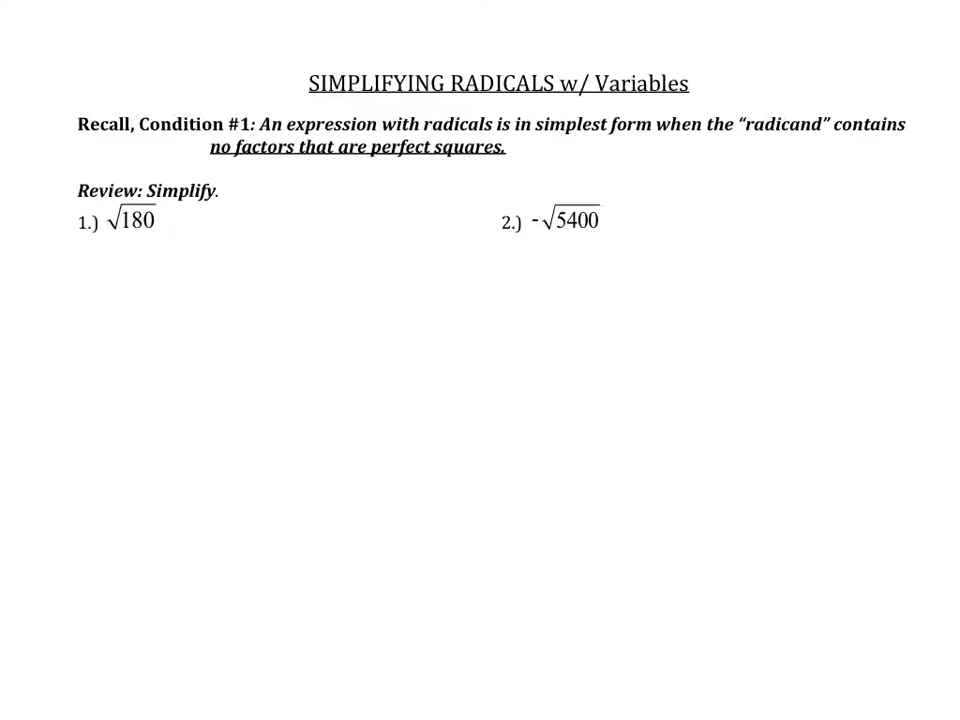 SIMPLIFYING RADICALS w/ Variables
Recall, Condition #1: An expression with radicals is in simplest form when the “radicand” contains
no factors that are perfect squares.
Review: Simplify.
1.) √180 2.) -√5400